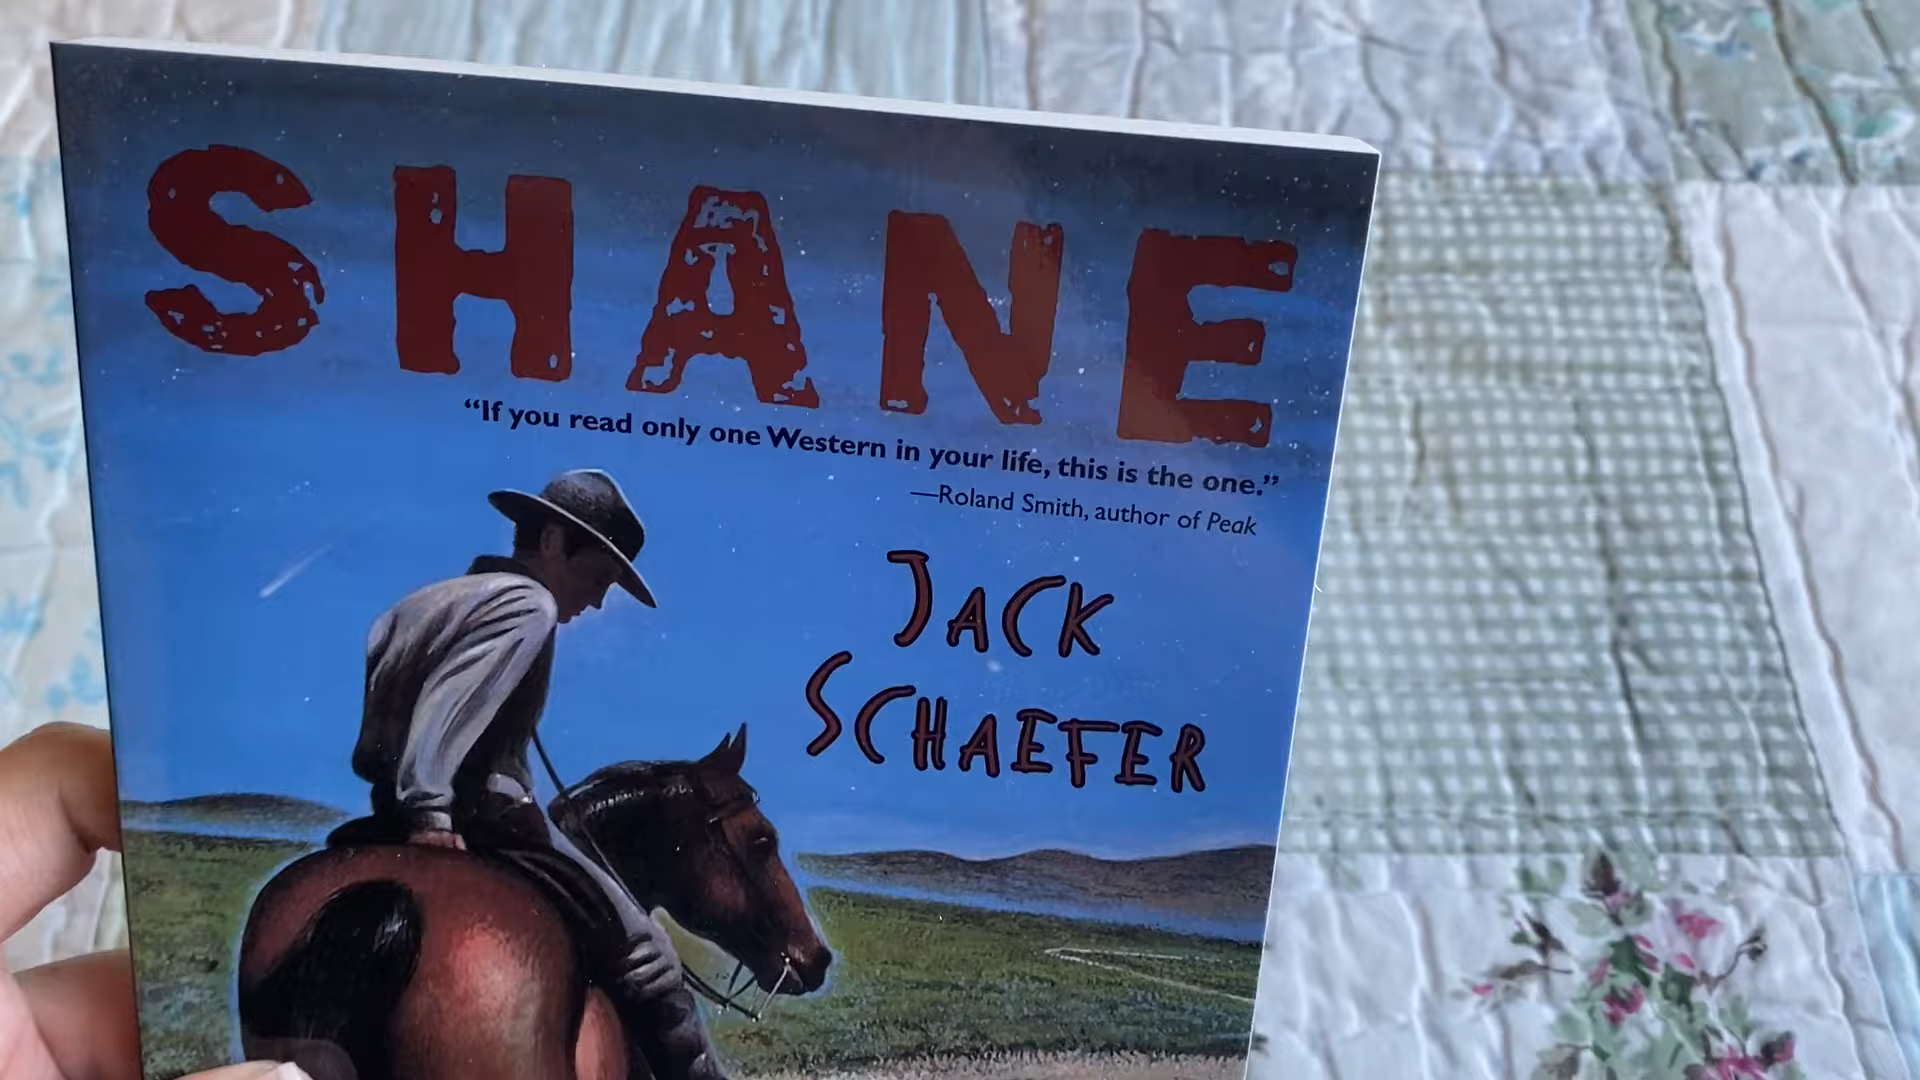 SHANE
“If you read only one Western in your life, this is the one.”
—Roland Smith, author of Peak
JACK
SCHAEFER